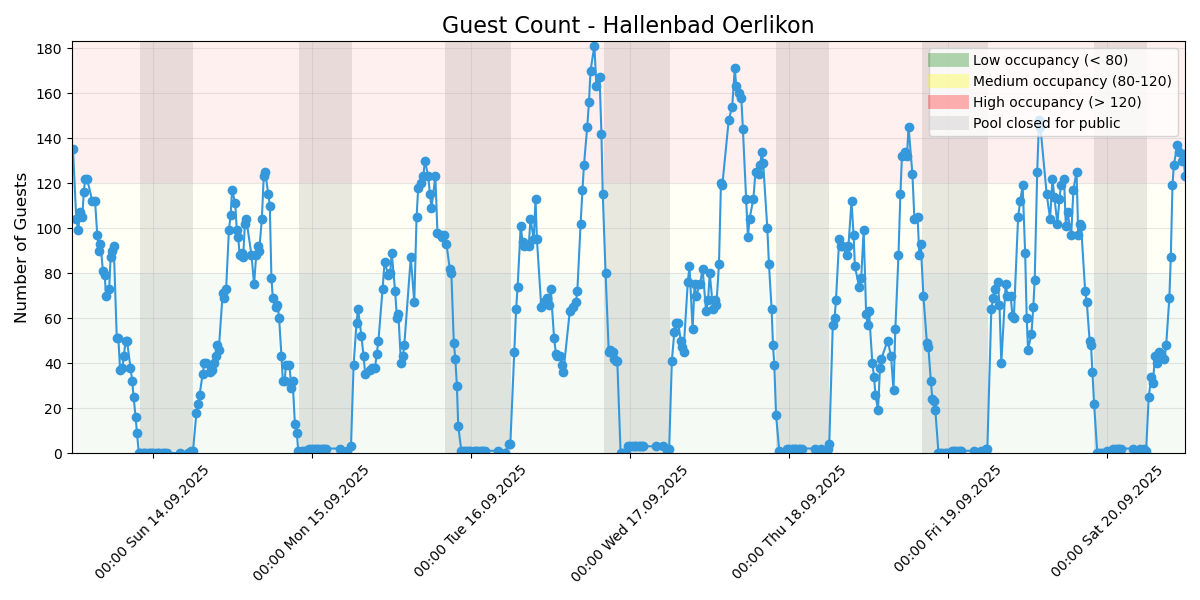 Guest Count - Hallenbad Oerlikon
Number of Guests
180
160
140
120
100
80
60
40
20
0
Low occupancy (< 80)
Medium occupancy (80-120)
High occupancy (> 120)
Pool closed for public
00:00 Sun 14.09.2025
00:00 Mon 15.09.2025
00:00 Tue 16.09.2025
00:00 Wed 17.09.2025
00:00 Thu 18.09.2025
00:00 Fri 19.09.2025
00:00 Sat 20.09.2025